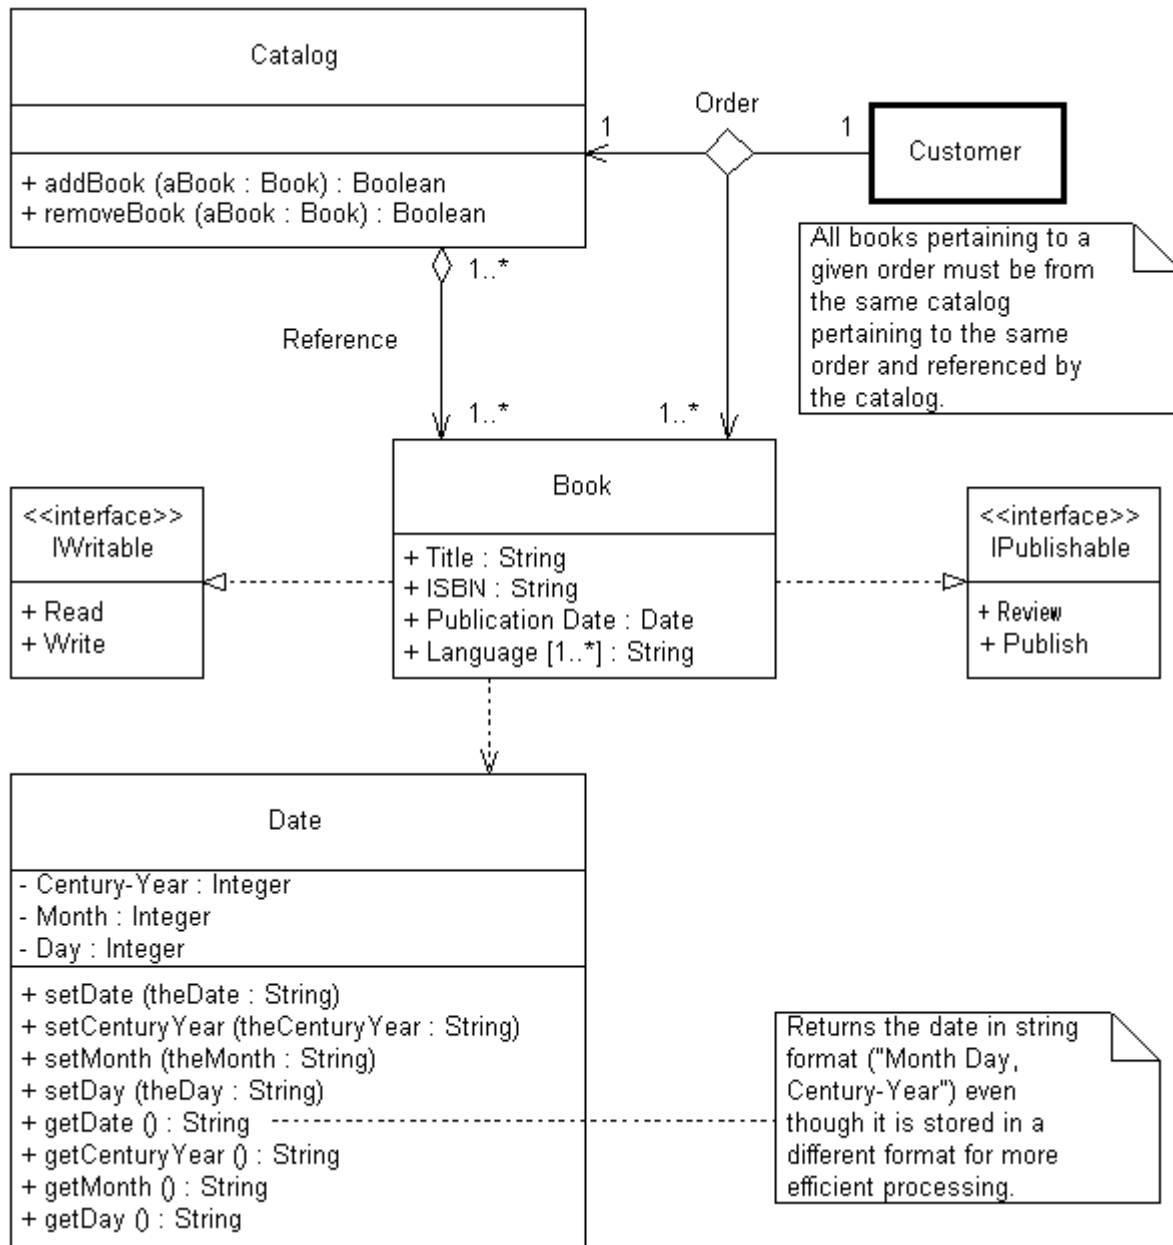 Catalog
+ addBook (aBook : Book) : Boolean
+ removeBook (aBook : Book) : Boolean
Order
1
1
Customer
All books pertaining to a
given order must be from
the same catalog
pertaining to the same
order and referenced by
the catalog.
1..*
Reference
1..*
1..*
<<interface>>
IWritable
+ Read
+ Write
Book
+ Title : String
+ ISBN : String
+ Publication Date : Date
+ Language [1..*] : String
<<interface>>
IPublishable
+ Review
+ Publish
Date
- Century-Year : Integer
- Month : Integer
- Day : Integer
+ setDate (theDate : String)
+ setCenturyYear (theCenturyYear : String)
+ setMonth (theMonth : String)
+ setDay (theDay : String)
+ getDate () : String
+ getCenturyYear () : String
+ getMonth () : String
+ getDay () : String
Returns the date in string
format ("Month Day,
Century-Year") even
though it is stored in a
different format for more
efficient processing.